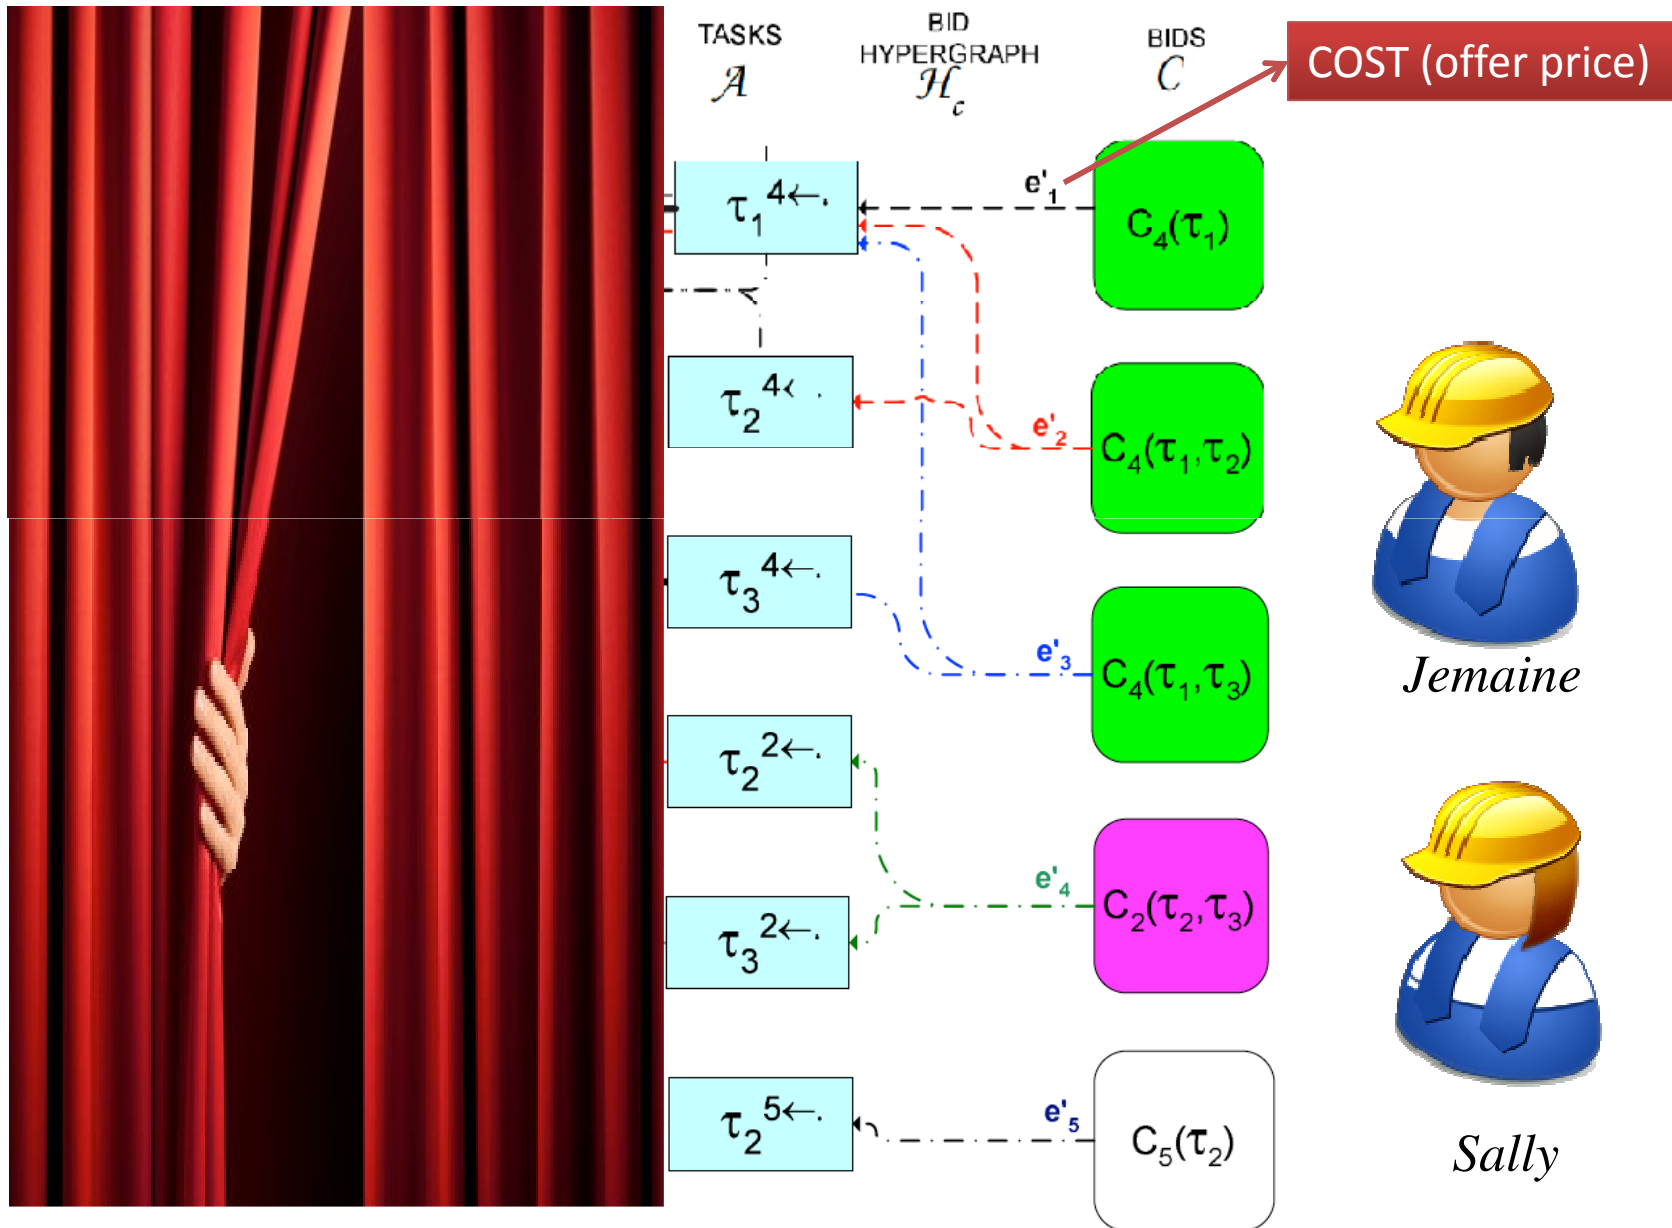 TASKS
𝒜
BID
HYPERGRAPH
ℋc
BIDS
C
COST (offer price)
τ1 4←.
e'1
C4(τ1)
τ2 4‹ .
e'2
C4(τ1,τ2)
τ3 4←.
e'3
C4(τ1,τ3)
Jemaine
τ2 2←.
e'4
C2(τ2,τ3)
τ3 2←.
τ2 5←.
e'5
C5(τ2)
Sally